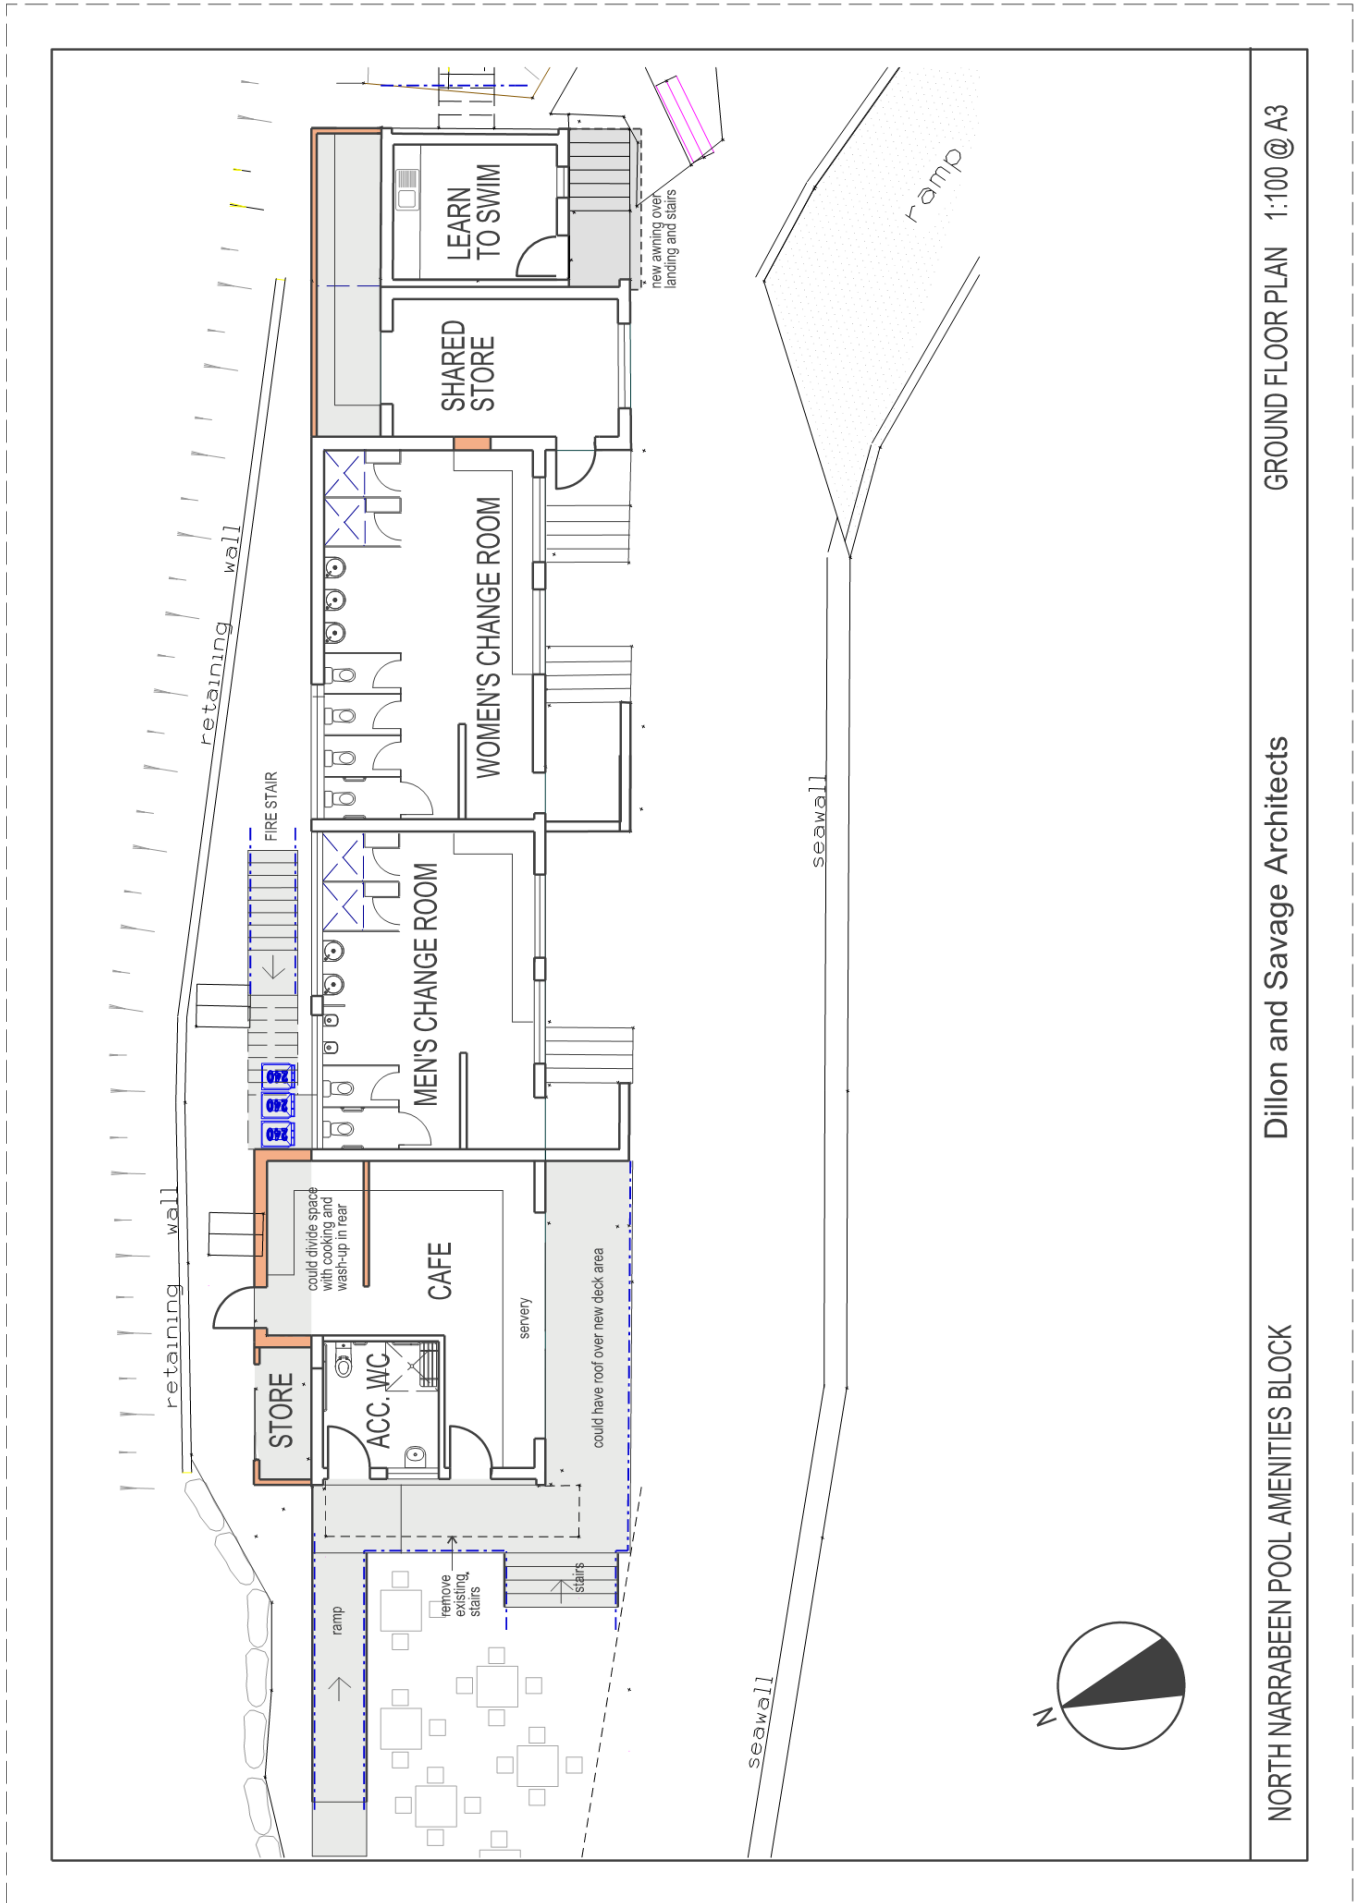 retaining wall
retaining wall
FIRE STAIR
240
240
240
STORE
ACC. WC
could divide space
with cooking and
wash-up in rear
CAFE
servery
could have roof over new deck area
MEN'S CHANGE ROOM
WOMEN'S CHANGE ROOM
SHARED
STORE
LEARN
TO SWIM
new awning over
landing and stairs
ramp
remove
existing
stairs
stairs
seawall
seawall
ramp
N
NORTH NARRABEEN POOL AMENITIES BLOCK
Dillon and Savage Architects
GROUND FLOOR PLAN 1:100 @ A3